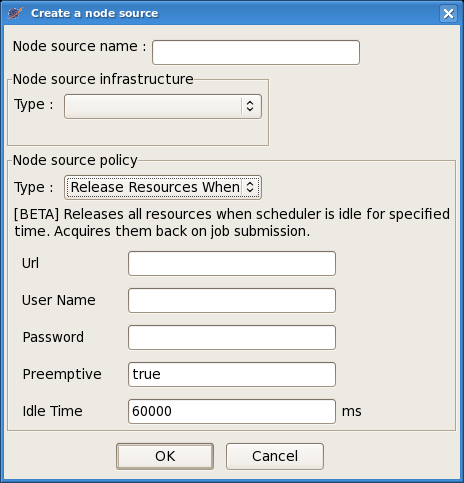 Create a node source
Node source name :
Node source infrastructure
Type :
Node source policy
Type : Release Resources When
[BETA] Releases all resources when scheduler is idle for specified
time. Acquires them back on job submission.
Url
User Name
Password
Preemptive true
Idle Time 60000 ms
OK Cancel